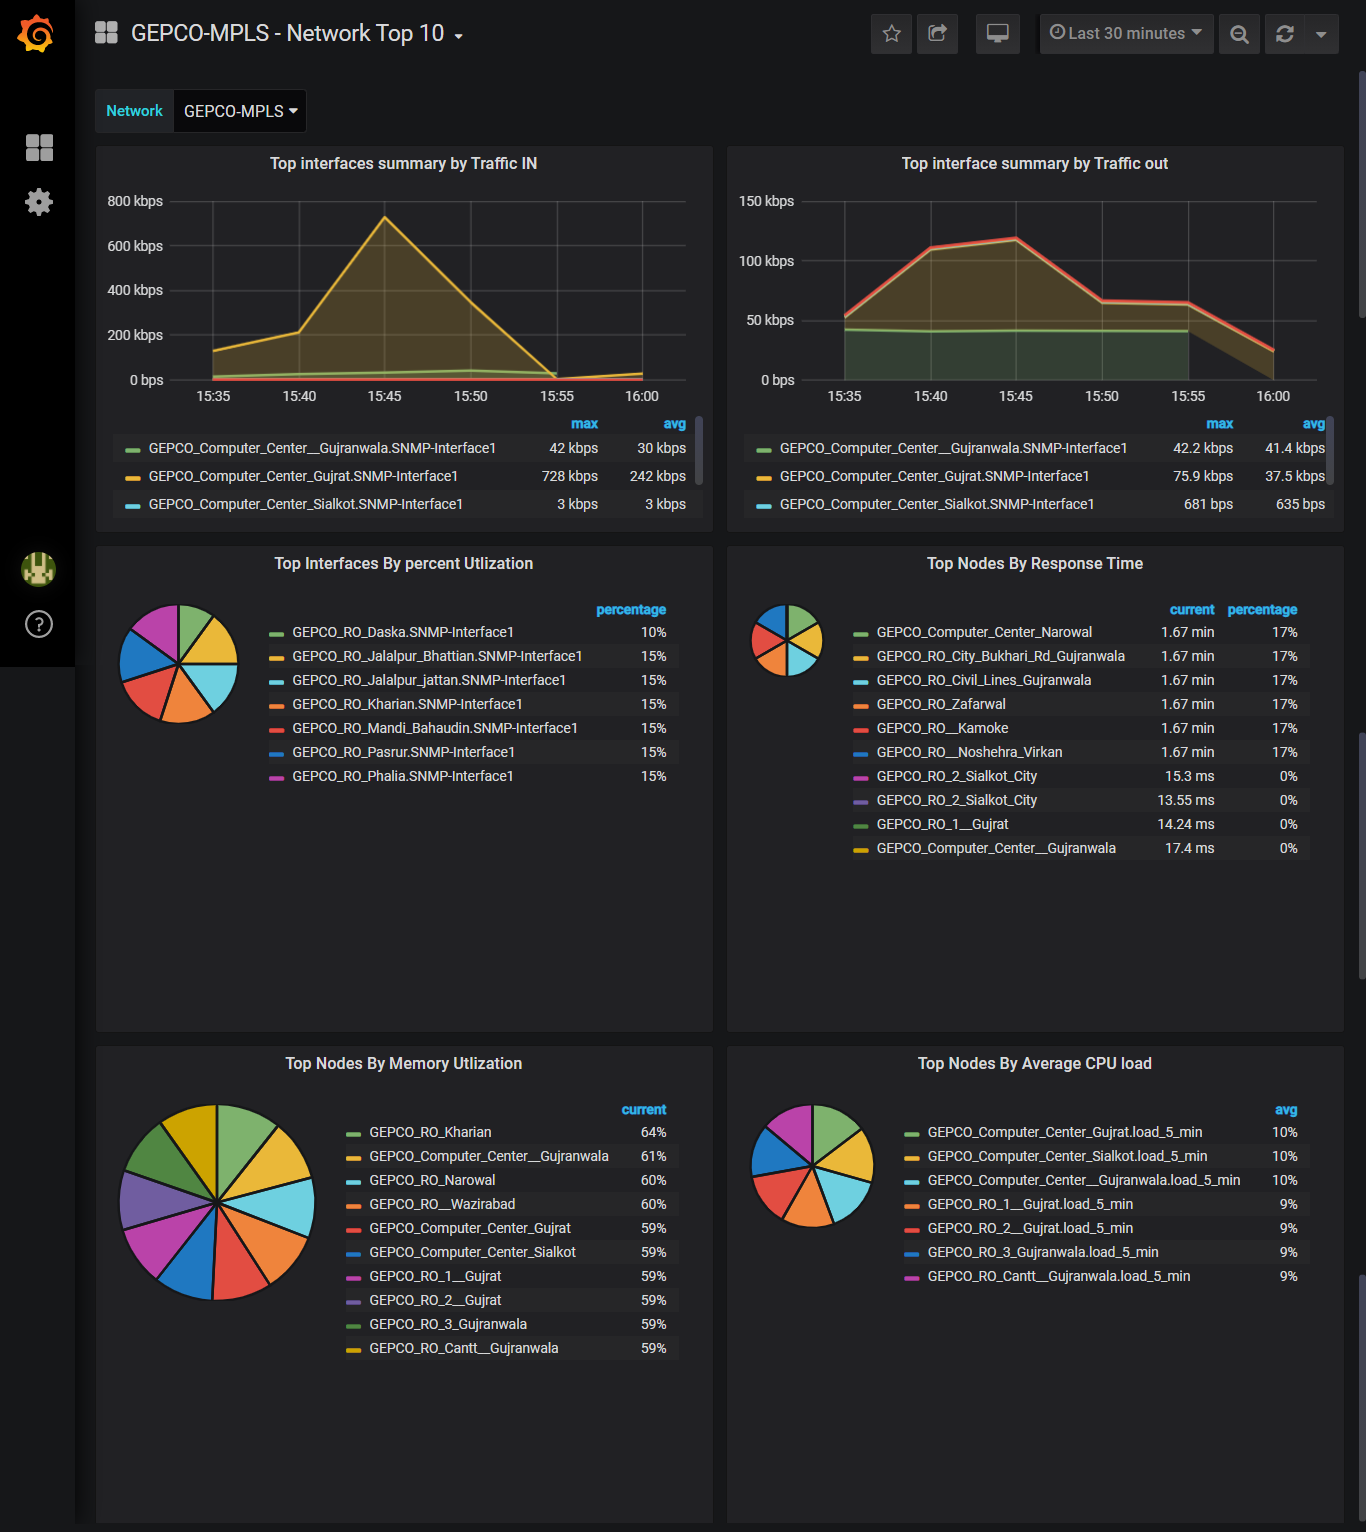 GEPCO-MPLS - Network Top 10
Last 30 minutes
Network GEPCO-MPLS
Top interfaces summary by Traffic IN
800 kbps
600 kbps
400 kbps
200 kbps
0 bps
15:35 15:40 15:45 15:50 15:55 16:00
max avg
GEPCO_Computer_Center__Gujranwala.SNMP-Interface1 42 kbps 30 kbps
GEPCO_Computer_Center_Gujrat.SNMP-Interface1 728 kbps 242 kbps
GEPCO_Computer_Center_Sialkot.SNMP-Interface1 3 kbps 3 kbps
Top interface summary by Traffic out
150 kbps
100 kbps
50 kbps
0 bps
15:35 15:40 15:45 15:50 15:55 16:00
max avg
GEPCO_Computer_Center__Gujranwala.SNMP-Interface1 42.2 kbps 41.4 kbps
GEPCO_Computer_Center_Gujrat.SNMP-Interface1 75.9 kbps 37.5 kbps
GEPCO_Computer_Center_Sialkot.SNMP-Interface1 681 bps 635 bps
Top Interfaces By percent Utlization
percentage
GEPCO_RO_Daska.SNMP-Interface1 10%
GEPCO_RO_Jalalpur_Bhattian.SNMP-Interface1 15%
GEPCO_RO_Jalalpur_jattan.SNMP-Interface1 15%
GEPCO_RO_Kharian.SNMP-Interface1 15%
GEPCO_RO_Mandi_Bahaudin.SNMP-Interface1 15%
GEPCO_RO_Pasrur.SNMP-Interface1 15%
GEPCO_RO_Phalia.SNMP-Interface1 15%
Top Nodes By Response Time
current percentage
GEPCO_Computer_Center_Narowal 1.67 min 17%
GEPCO_RO_City_Bukhari_Rd_Gujranwala 1.67 min 17%
GEPCO_RO_Civil_Lines_Gujranwala 1.67 min 17%
GEPCO_RO_Zafarwal 1.67 min 17%
GEPCO_RO__Kamoke 1.67 min 17%
GEPCO_RO__Noshehra_Virkan 1.67 min 17%
GEPCO_RO_2_Sialkot_City 15.3 ms 0%
GEPCO_RO_2_Sialkot_City 13.55 ms 0%
GEPCO_RO_1__Gujrat 14.24 ms 0%
GEPCO_Computer_Center__Gujranwala 17.4 ms 0%
Top Nodes By Memory Utlization
current
GEPCO_RO_Kharian 64%
GEPCO_Computer_Center__Gujranwala 61%
GEPCO_RO_Narowal 60%
GEPCO_RO__Wazirabad 60%
GEPCO_Computer_Center_Gujrat 59%
GEPCO_Computer_Center_Sialkot 59%
GEPCO_RO_1__Gujrat 59%
GEPCO_RO_2__Gujrat 59%
GEPCO_RO_3_Gujranwala 59%
GEPCO_RO_Cantt__Gujranwala 59%
Top Nodes By Average CPU load
avg
GEPCO_Computer_Center_Gujrat.load_5_min 10%
GEPCO_Computer_Center_Sialkot.load_5_min 10%
GEPCO_Computer_Center__Gujranwala.load_5_min 10%
GEPCO_RO_1__Gujrat.load_5_min 9%
GEPCO_RO_2__Gujrat.load_5_min 9%
GEPCO_RO_3_Gujranwala.load_5_min 9%
GEPCO_RO_Cantt__Gujranwala.load_5_min 9%